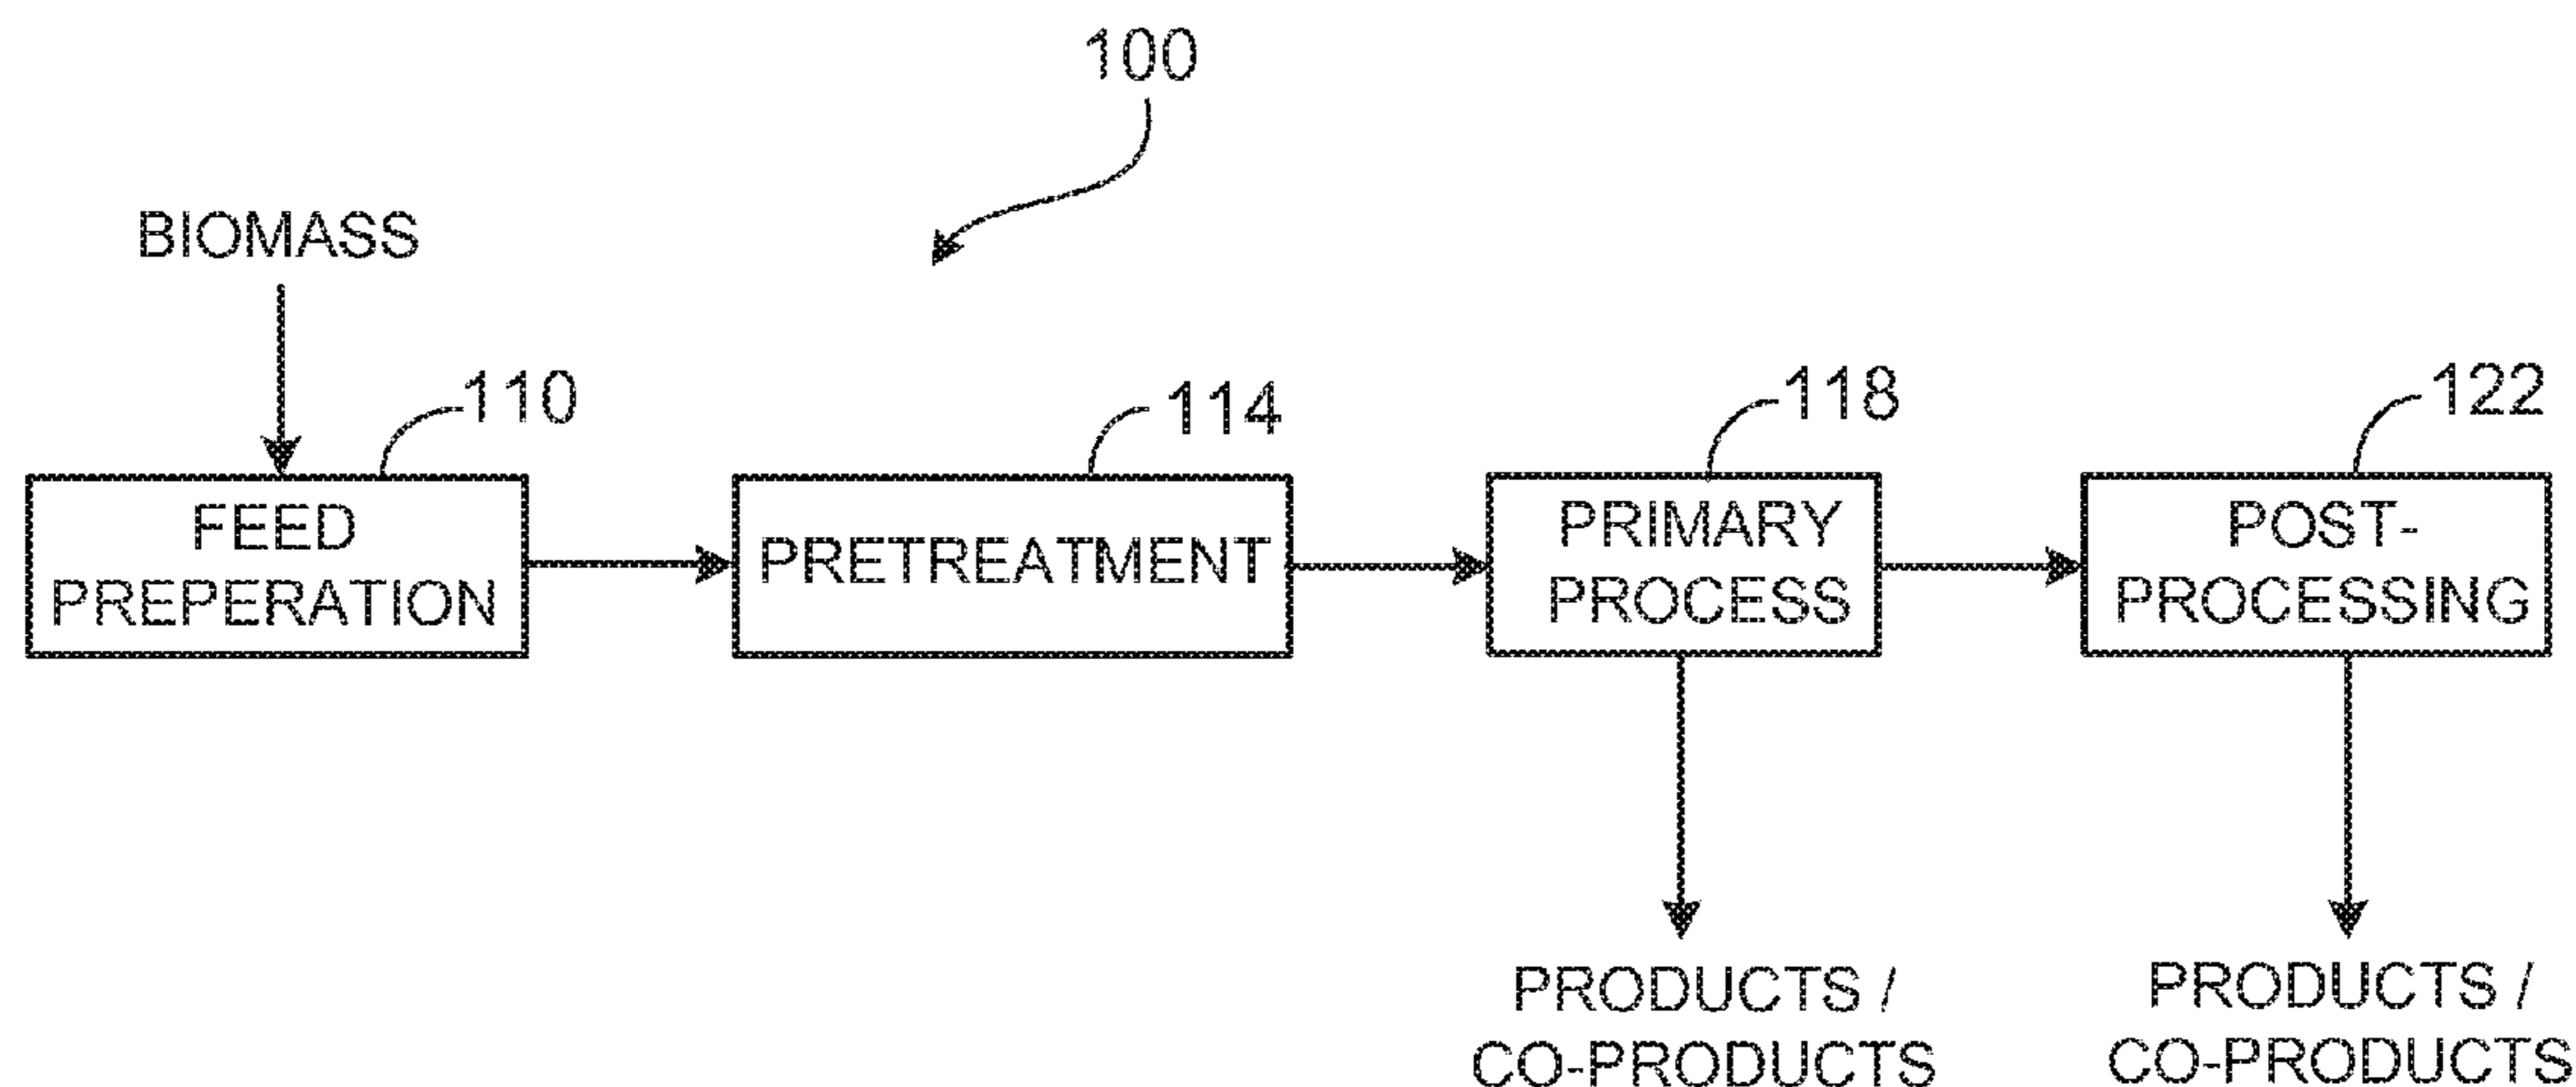 100
BIOMASS
110
114
118
122
FEED
PREPERATION
PRETREATMENT
PRIMARY
PROCESS
POST-
PROCESSING
PRODUCTS /
CO-PRODUCTS
PRODUCTS /
CO-PRODUCTS